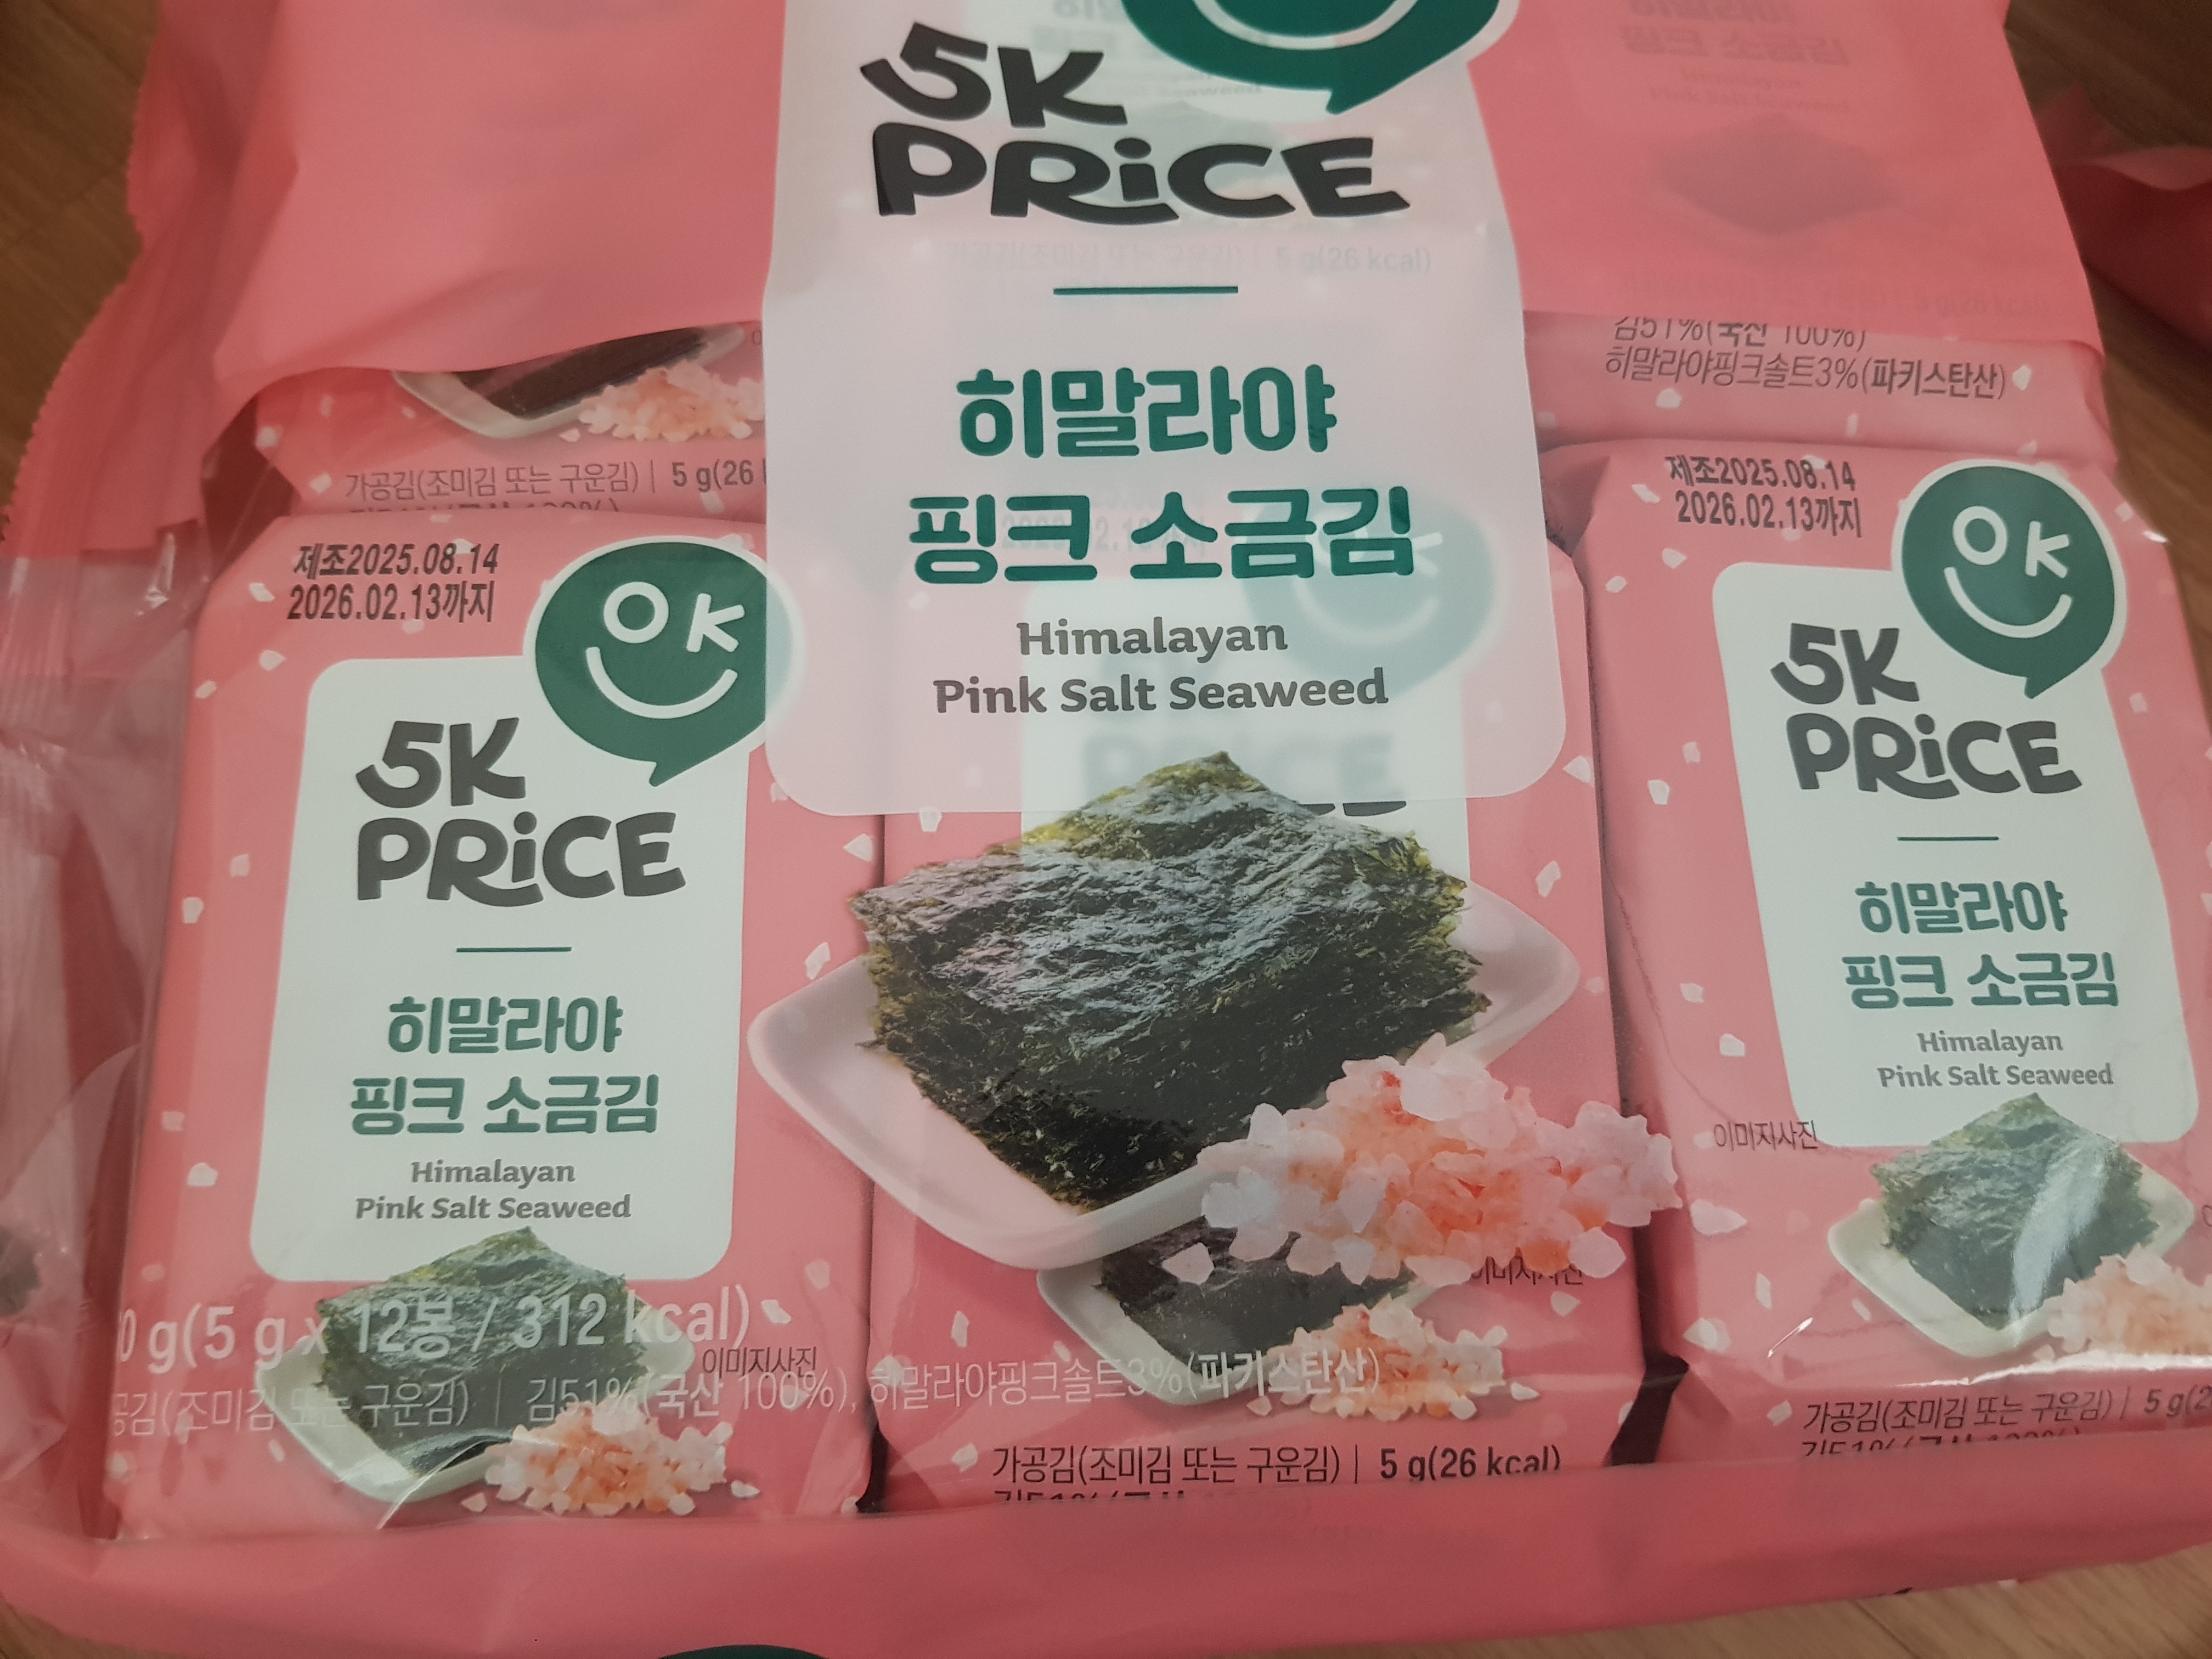 5K
PRiCE
히말라야
핑크 소금김
Himalayan
Pink Salt Seaweed
김51%(국산 100%)
히말라야핑크솔트3%(파키스탄산)
가공김(조미김 또는 구운김) | 5 g(26
제조2025.08.14
2026.02.13까지
OK
5K
PRiCE
히말라야
핑크 소금김
Himalayan
Pink Salt Seaweed
이미지사진
제조2025.08.14
2026.02.13까지
OK
5K
PRiCE
히말라야
핑크 소금김
Himalayan
Pink Salt Seaweed
이미지사진
0 g(5 g x 12봉 / 312 kcal)
공김(조미김 또는 구운김) | 김51%(국산 100%), 히말라야핑크솔트3%(파키스탄산)
이미지사진
가공김(조미김 또는 구운김) | 5 g(26 kcal)
가공김(조미김 또는 구운김) | 5 g(2